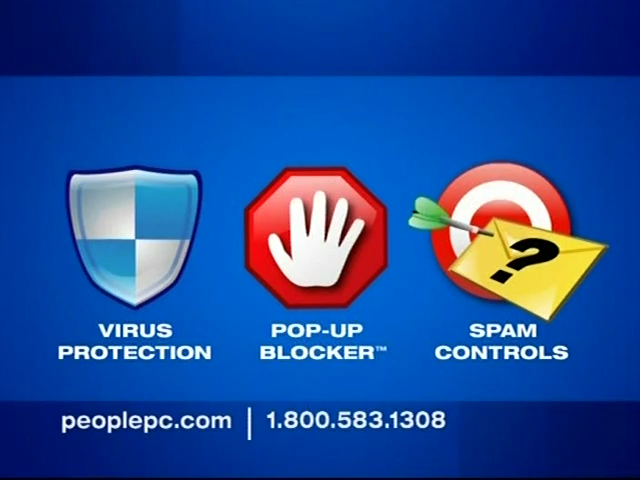 VIRUS
PROTECTION
POP-UP
BLOCKER™
?
SPAM
CONTROLS
peoplepc.com | 1.800.583.1308